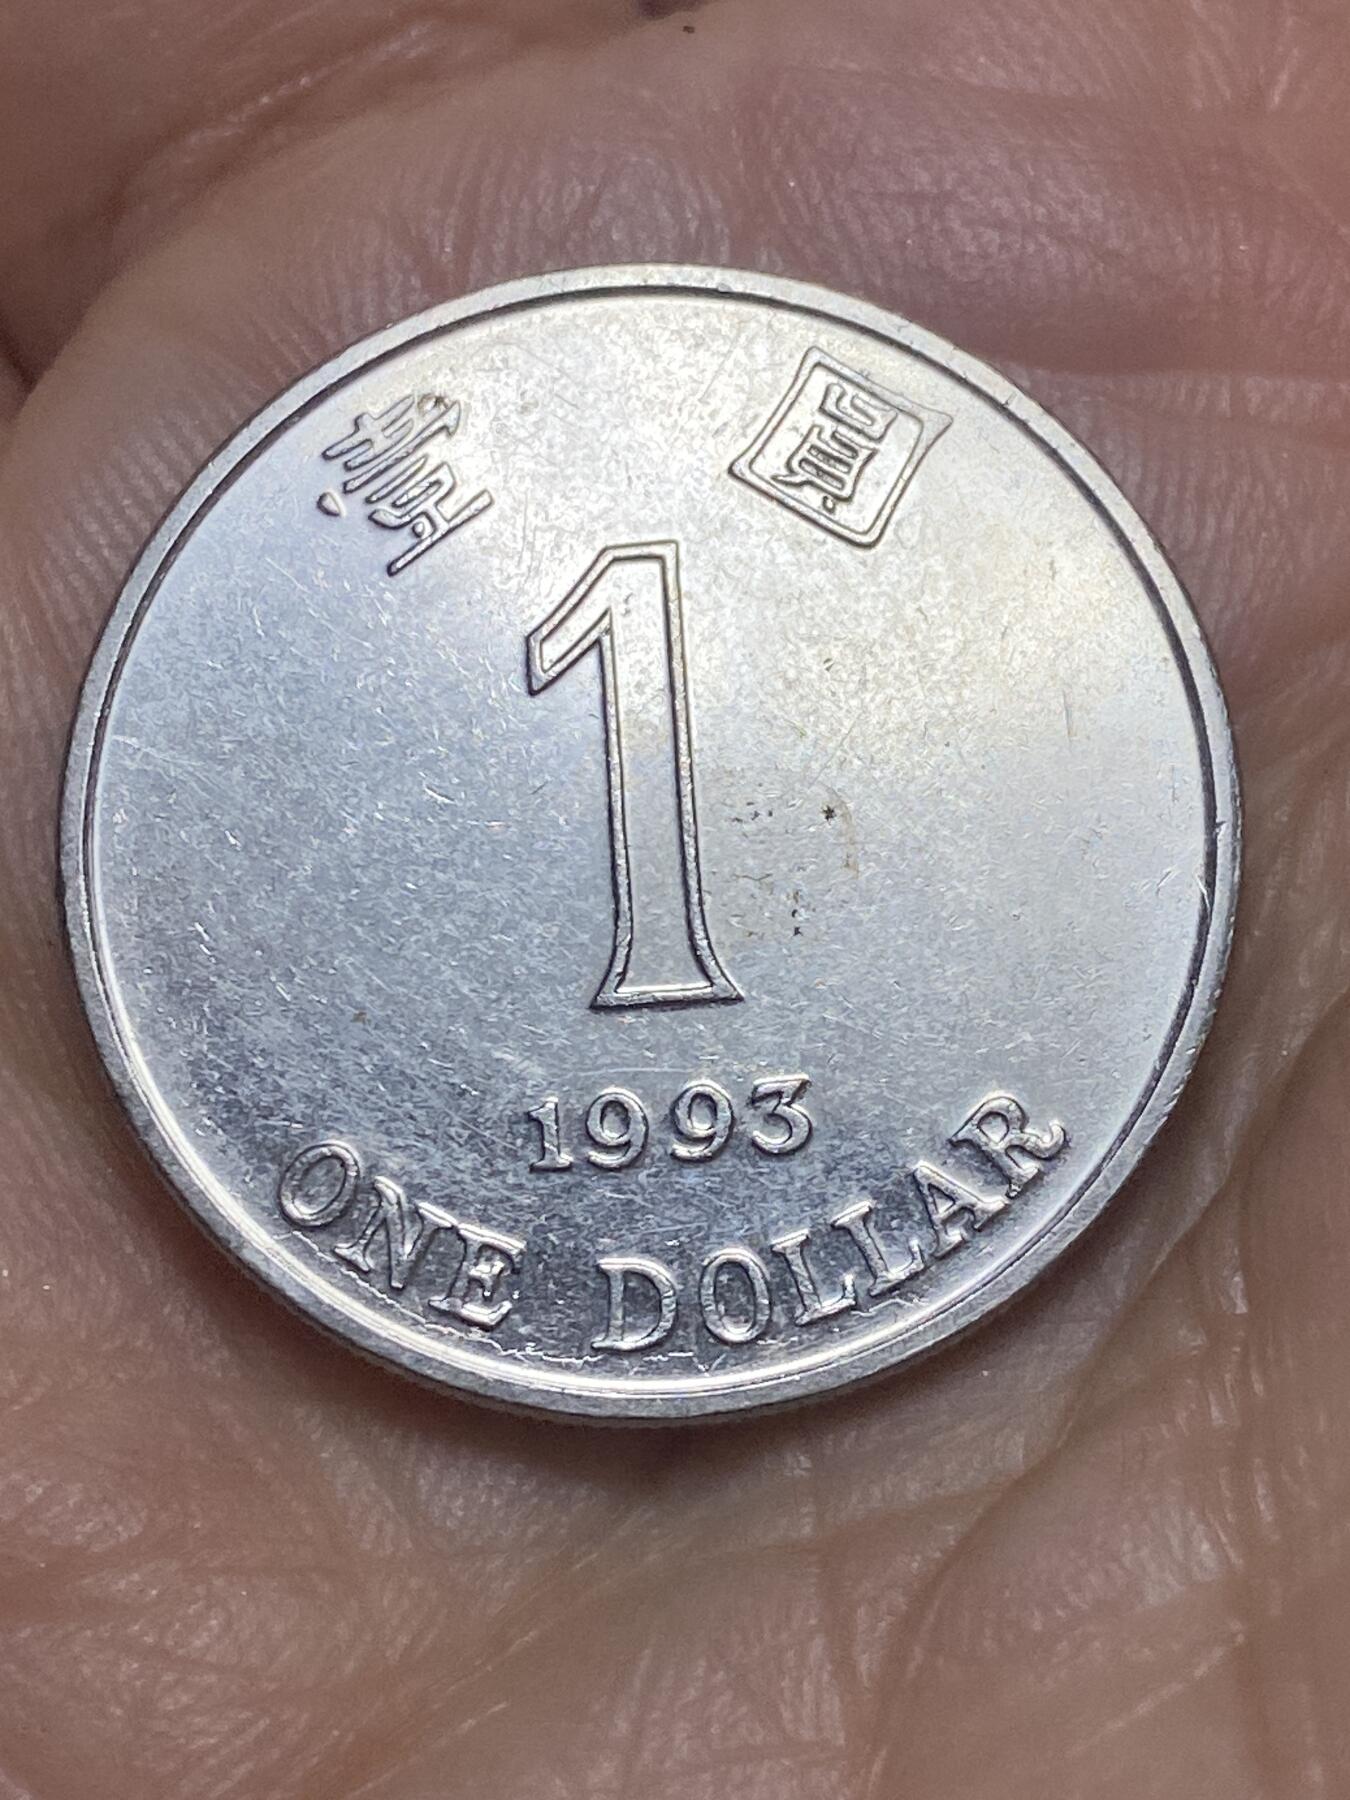 壹 圓
1
1993
ONE DOLLAR